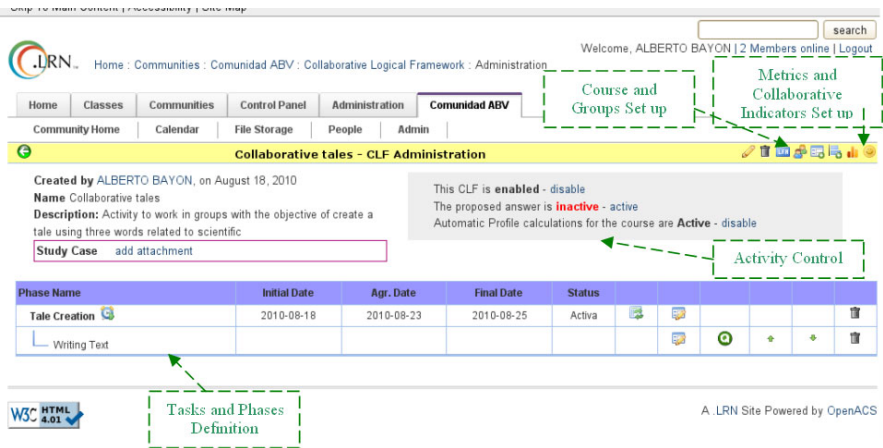 Skip To Main Content | Accessibility | Site Map
search
Welcome, ALBERTO BAYON | 2 Members online | Logout
.LRN
Home : Communities : Comunidad ABV : Collaborative Logical Framework : Administration
Course and
Groups Set up
Metrics and
Collaborative
Indicators Set up
Home Classes Communities Control Panel Administration Comunidad ABV
Community Home Calendar File Storage People Admin
Collaborative tales - CLF Administration
Created by ALBERTO BAYON, on August 18, 2010
Name Collaborative tales
Description: Activity to work in groups with the objective of create a
tale using three words related to scientific
Study Case add attachment
This CLF is enabled - disable
The proposed answer is inactive - active
Automatic Profile calculations for the course are Active - disable
Activity Control
Phase Name Initial Date Agr. Date Final Date Status
Tale Creation 2010-08-18 2010-08-23 2010-08-25 Activa
Writing Text
Tasks and Phases
Definition
W3C HTML 4.01
A .LRN Site Powered by OpenACS